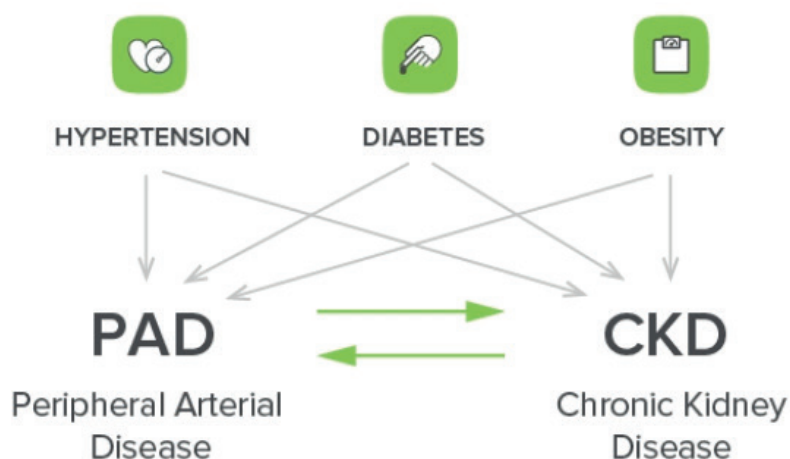 HYPERTENSION
DIABETES
OBESITY
PAD
CKD
Peripheral Arterial
Disease
Chronic Kidney
Disease